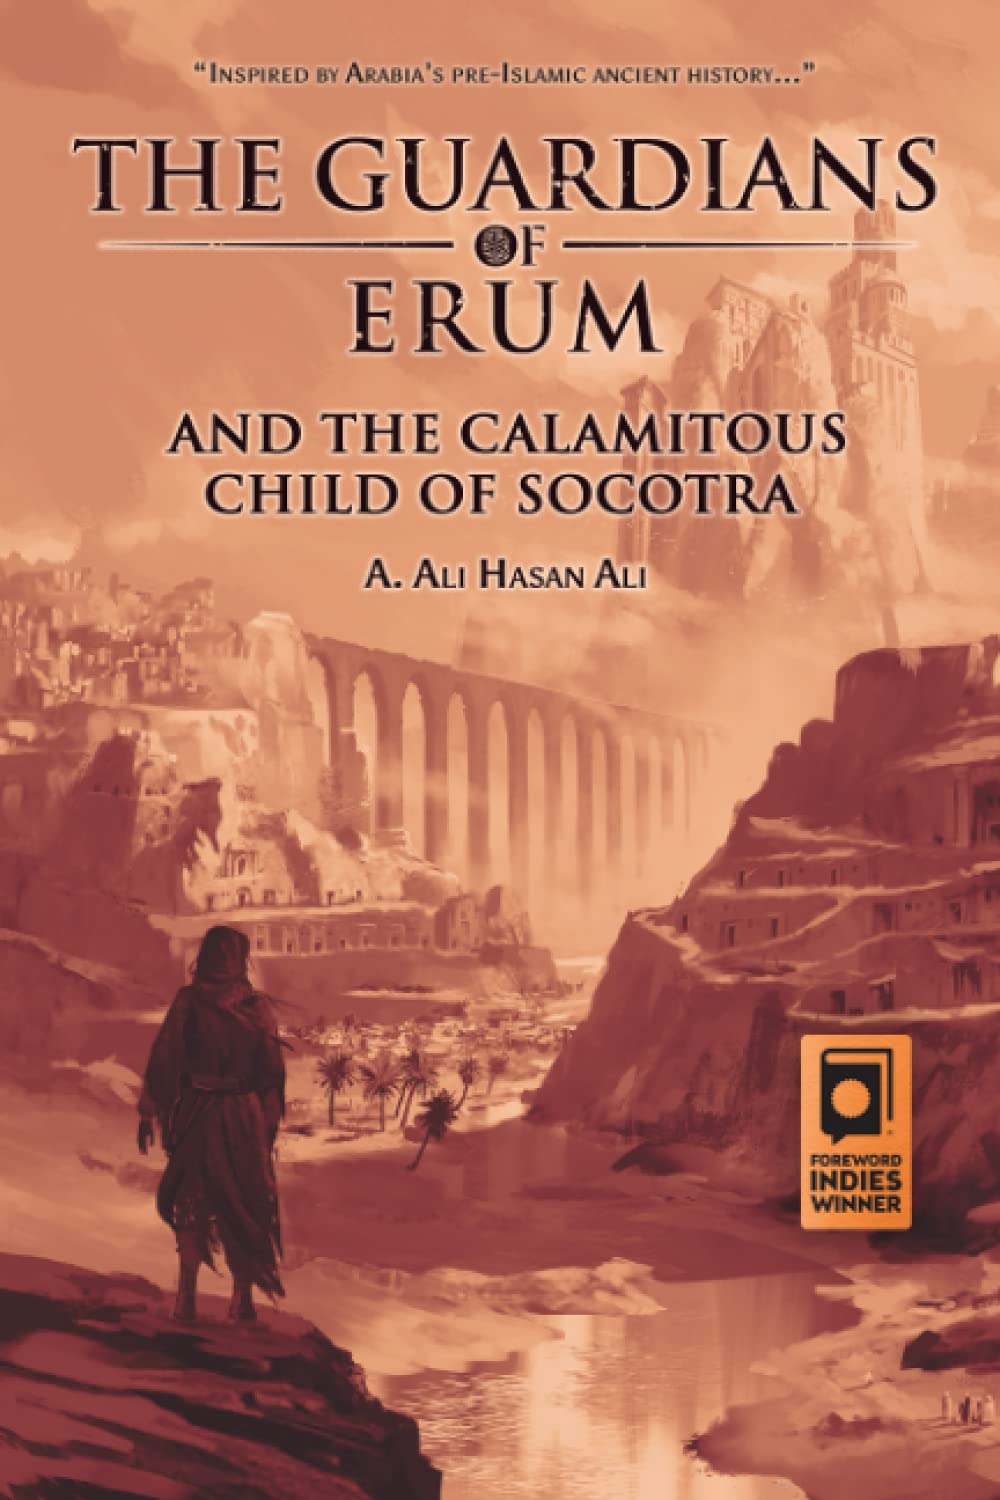 “Inspired by Arabia's pre-Islamic ancient history...”
THE GUARDIANS
OF
ERUM
AND THE CALAMITOUS
CHILD OF SOCOTRA
A. Ali Hasan Ali
FOREWORD
INDIES
WINNER